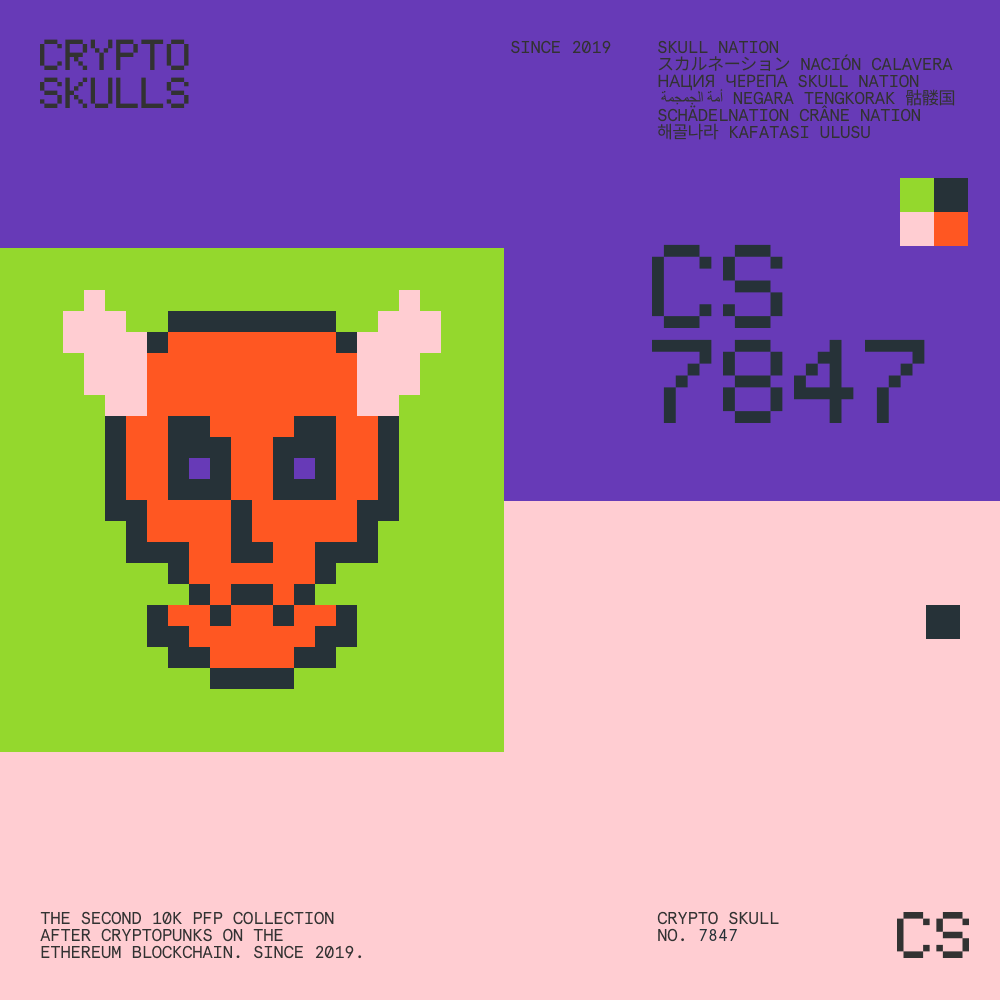 CRYPTO
SKULLS
SINCE 2019
SKULL NATION
スカルネーション NACIÓN CALAVERA
НАЦИЯ ЧЕРЕПА SKULL NATION
أمة الجمجمة NEGARA TENGKORAK 骷髅国
SCHÄDELNATION CRÂNE NATION
해골나라 KAFATASI ULUSU
CS
7847
THE SECOND 10K PFP COLLECTION
AFTER CRYPTOPUNKS ON THE
ETHEREUM BLOCKCHAIN. SINCE 2019.
CRYPTO SKULL
NO. 7847
CS